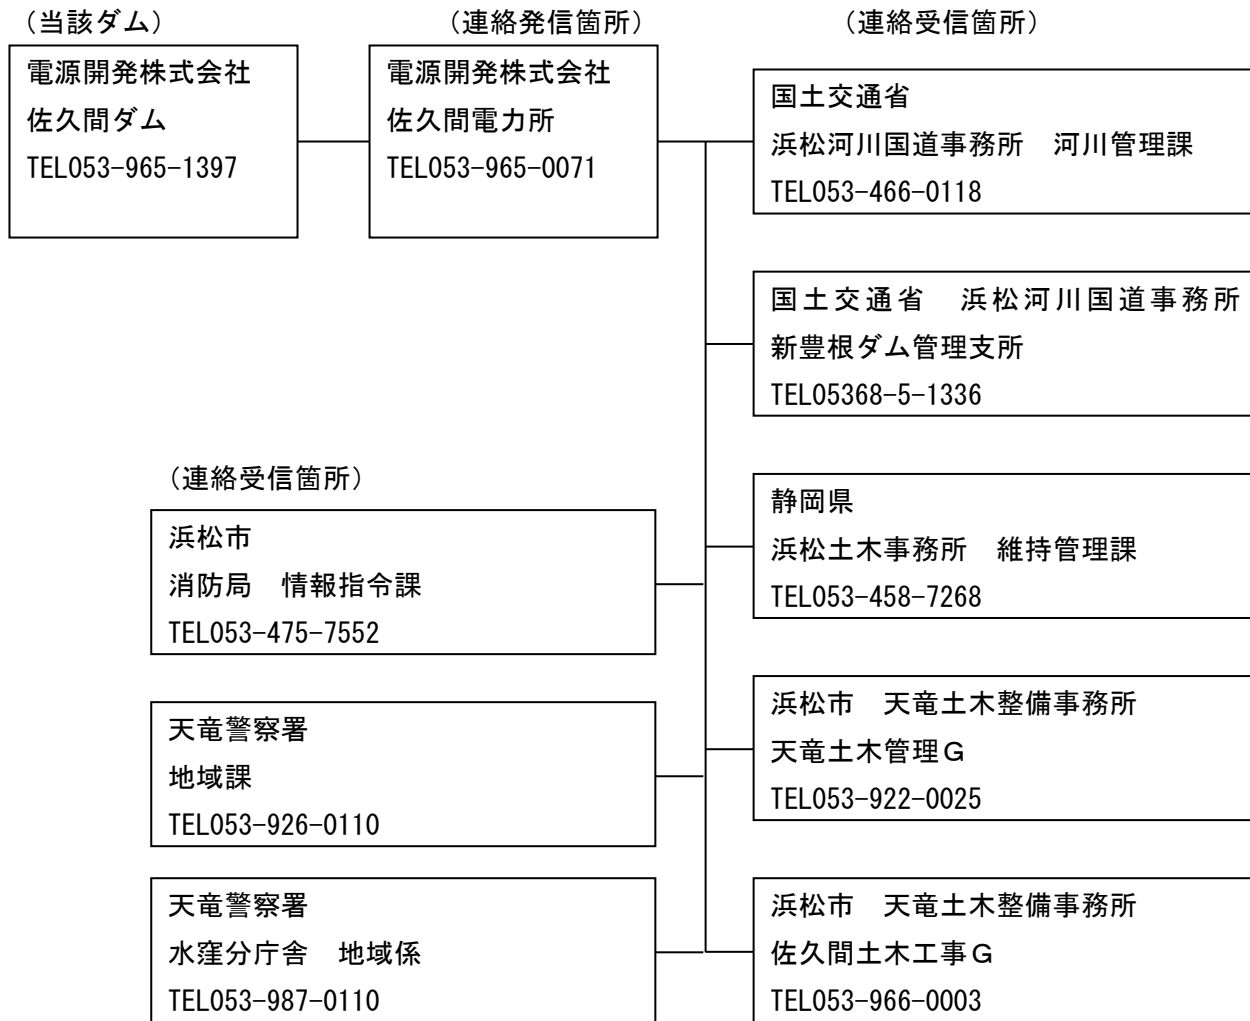 (当該ダム)
電源開発株式会社
佐久間ダム
TEL053-965-1397
(連絡発信箇所)
電源開発株式会社
佐久間電力所
TEL053-965-0071
(連絡受信箇所)
国土交通省
浜松河川国道事務所　河川管理課
TEL053-466-0118
国土交通省　浜松河川国道事務所
新豊根ダム管理支所
TEL05368-5-1336
静岡県
浜松土木事務所　維持管理課
TEL053-458-7268
浜松市　天竜土木整備事務所
天竜土木管理G
TEL053-922-0025
浜松市　天竜土木整備事務所
佐久間土木工事G
TEL053-966-0003
(連絡受信箇所)
浜松市
消防局　情報指令課
TEL053-475-7552
天竜警察署
地域課
TEL053-926-0110
天竜警察署
水窪分庁舎　地域係
TEL053-987-0110